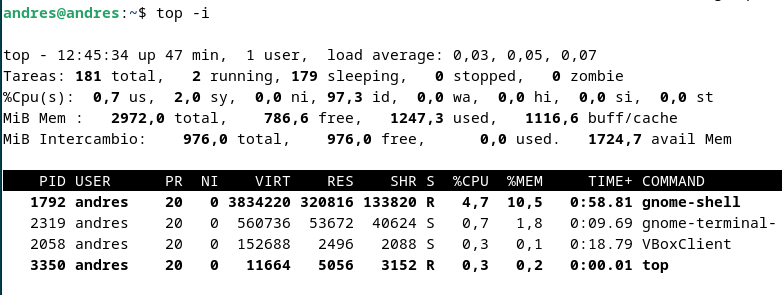 andres@andres:~$ top -i
top - 12:45:34 up 47 min,  1 user,  load average: 0,03, 0,05, 0,07
Tareas: 181 total,   2 running, 179 sleeping,   0 stopped,   0 zombie
%Cpu(s):  0,7 us,  2,0 sy,  0,0 ni, 97,3 id,  0,0 wa,  0,0 hi,  0,0 si,  0,0 st
MiB Mem :   2972,0 total,    786,6 free,   1247,3 used,   1116,6 buff/cache
MiB Intercambio:    976,0 total,    976,0 free,      0,0 used.   1724,7 avail Mem
PID USER      PR  NI    VIRT    RES    SHR S  %CPU  %MEM     TIME+ COMMAND
1792 andres    20   0 3834220 320816 133820 R   4,7  10,5   0:58.81 gnome-shell
2319 andres    20   0  560736  53672  40624 S   0,7   1,8   0:09.69 gnome-terminal-
2058 andres    20   0  152688   2496   2088 S   0,3   0,1   0:18.79 VBoxClient
3350 andres    20   0   11664   5056   3152 R   0,3   0,2   0:00.01 top